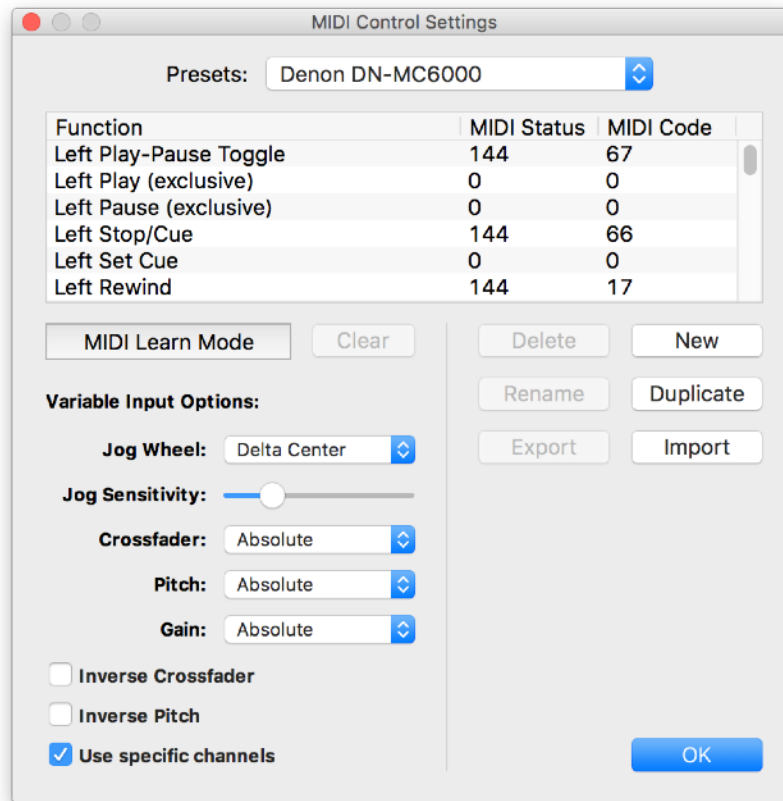 MIDI Control Settings
Presets: Denon DN-MC6000
Function MIDI Status MIDI Code
Left Play-Pause Toggle 144 67
Left Play (exclusive) 0 0
Left Pause (exclusive) 0 0
Left Stop/Cue 144 66
Left Set Cue 0 0
Left Rewind 144 17
MIDI Learn Mode Clear Delete New
Variable Input Options: Rename Duplicate
Jog Wheel: Delta Center Export Import
Jog Sensitivity:
Crossfader: Absolute
Pitch: Absolute
Gain: Absolute
Inverse Crossfader
Inverse Pitch
Use specific channels OK